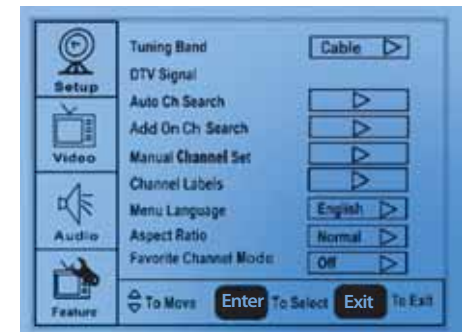 Setup
Video
Audio
Feature
Tuning Band Cable
DTV Signal
Auto Ch Search
Add On Ch Search
Manual Channel Set
Channel Labels
Menu Language English
Aspect Ratio Normal
Favorite Channel Mode Off
To Move Enter To Select Exit To Exit